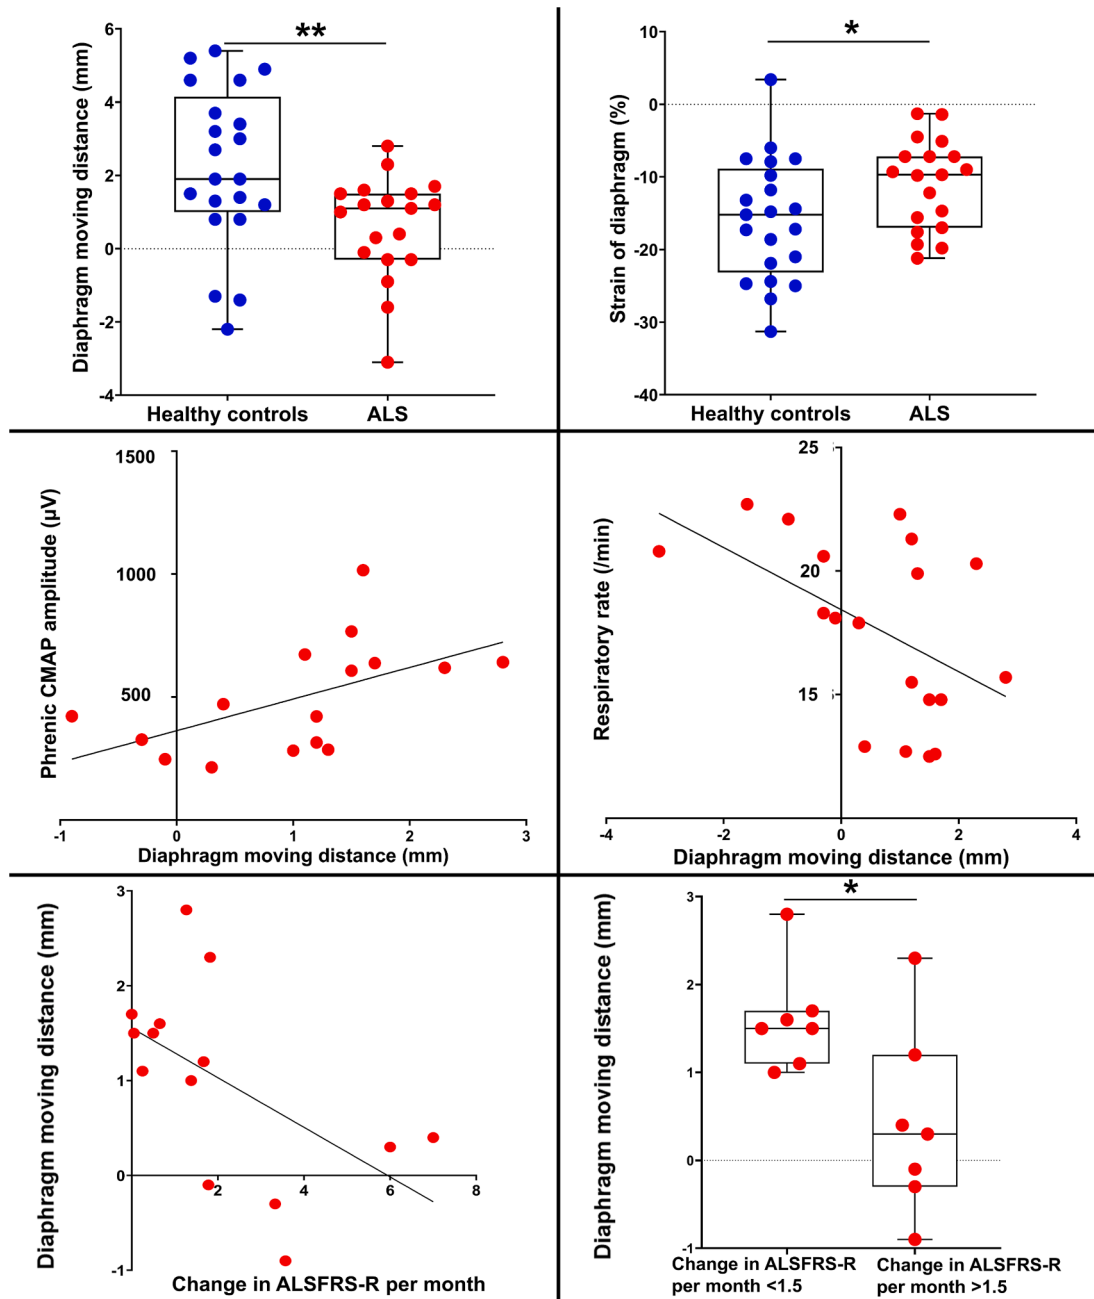 Diaphragm moving distance (mm)
6
4
2
0
-2
-4
**
Healthy controls
ALS
Strain of diaphragm (%)
10
0
-10
-20
-30
-40
*
Healthy controls
ALS
Phrenic CMAP amplitude (µV)
1500
1000
500
-1
0
1
2
3
Diaphragm moving distance (mm)
Respiratory rate (/min)
25
20
15
-4
-2
0
2
4
Diaphragm moving distance (mm)
Diaphragm moving distance (mm)
3
2
1
0
-1
2
4
6
8
Change in ALSFRS-R per month
Diaphragm moving distance (mm)
3
2
1
0
-1
*
Change in ALSFRS-R
per month <1.5
Change in ALSFRS-R
per month >1.5